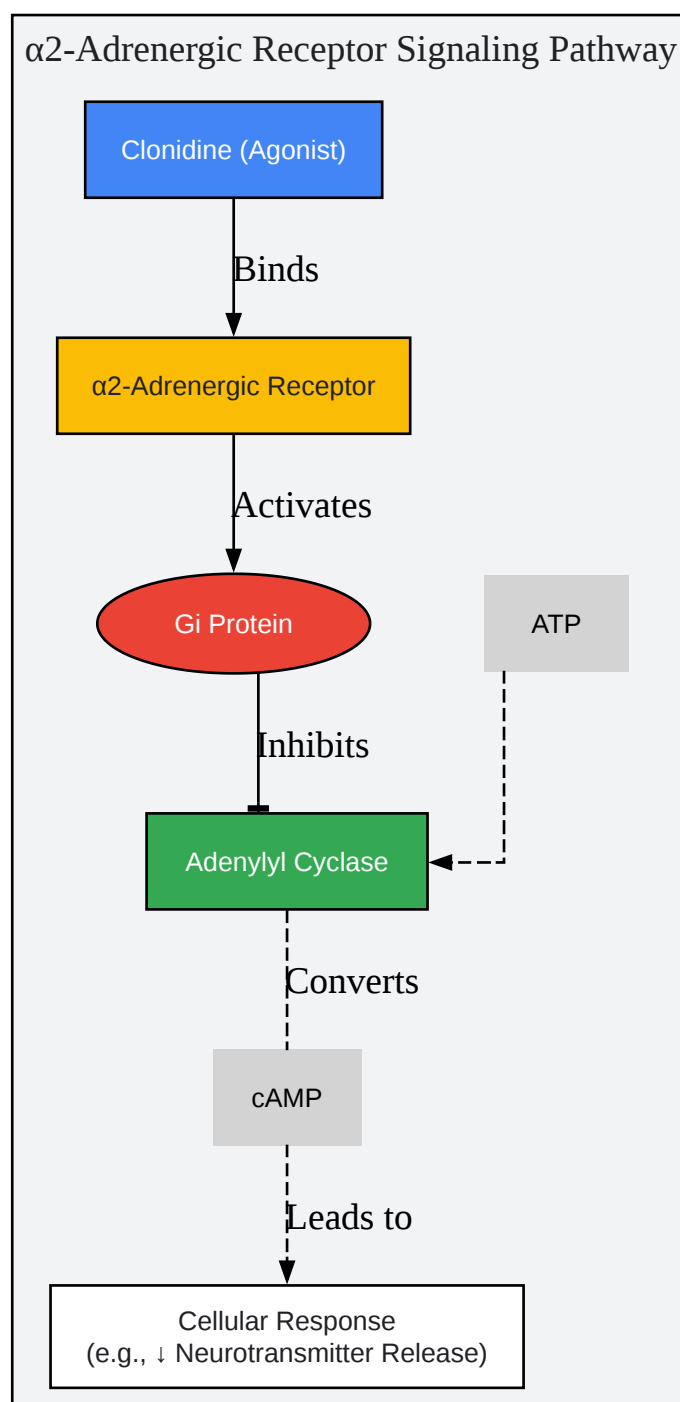 α2-Adrenergic Receptor Signaling Pathway
Clonidine (Agonist)
Binds
α2-Adrenergic Receptor
Activates
Gi Protein
ATP
Inhibits
Adenylyl Cyclase
Converts
cAMP
Leads to
Cellular Response
(e.g., ↓ Neurotransmitter Release)